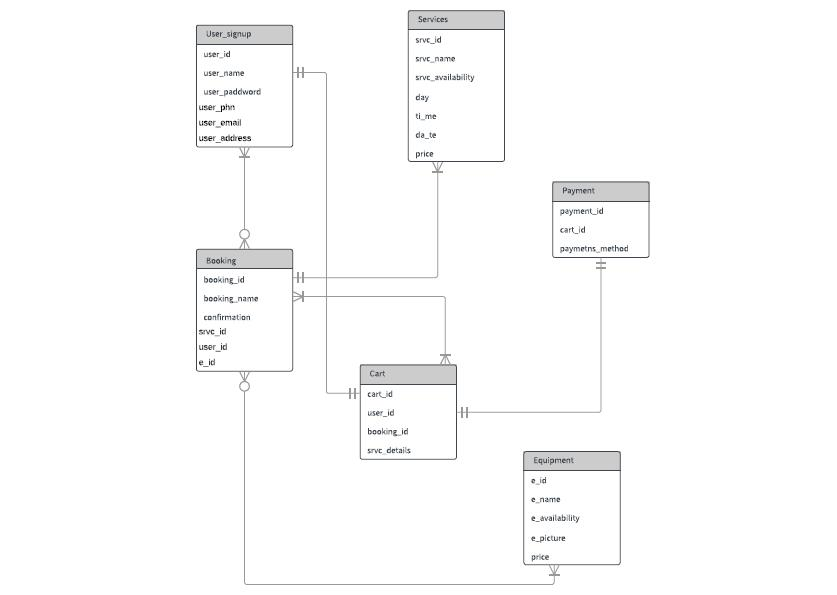 User_signup
user_id
user_name
user_paddword
user_phn
user_email
user_address
Services
srvc_id
srvc_name
srvc_availability
day
ti_me
da_te
price
Payment
payment_id
cart_id
paymetns_method
Booking
booking_id
booking_name
confirmation
srvc_id
user_id
e_id
Cart
cart_id
user_id
booking_id
srvc_details
Equipment
e_id
e_name
e_availability
e_picture
price